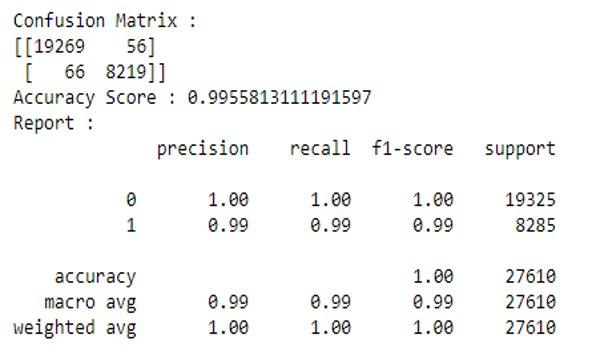 Confusion Matrix :
[[19269    56]
 [   66  8219]]
Accuracy Score : 0.9955813111191597
Report :
              precision    recall  f1-score   support

           0       1.00      1.00      1.00     19325
           1       0.99      0.99      0.99      8285

    accuracy                           1.00     27610
   macro avg       0.99      0.99      0.99     27610
weighted avg       1.00      1.00      1.00     27610